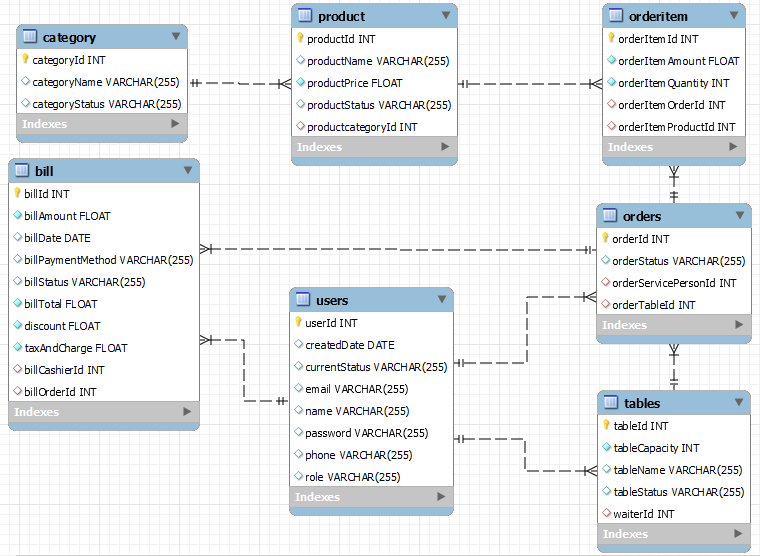 category
categoryId INT
categoryName VARCHAR(255)
categoryStatus VARCHAR(255)
Indexes
product
productId INT
productName VARCHAR(255)
productPrice FLOAT
productStatus VARCHAR(255)
productcategoryId INT
Indexes
orderitem
orderItemId INT
orderItemAmount FLOAT
orderItemQuantity INT
orderItemOrderId INT
orderItemProductId INT
Indexes
bill
billId INT
billAmount FLOAT
billDate DATE
billPaymentMethod VARCHAR(255)
billStatus VARCHAR(255)
billTotal FLOAT
discount FLOAT
taxAndCharge FLOAT
billCashierId INT
billOrderId INT
Indexes
users
userId INT
createdDate DATE
currentStatus VARCHAR(255)
email VARCHAR(255)
name VARCHAR(255)
password VARCHAR(255)
phone VARCHAR(255)
role VARCHAR(255)
Indexes
orders
orderId INT
orderStatus VARCHAR(255)
orderServicePersonId INT
orderTableId INT
Indexes
tables
tableId INT
tableCapacity INT
tableName VARCHAR(255)
tableStatus VARCHAR(255)
waiterId INT
Indexes